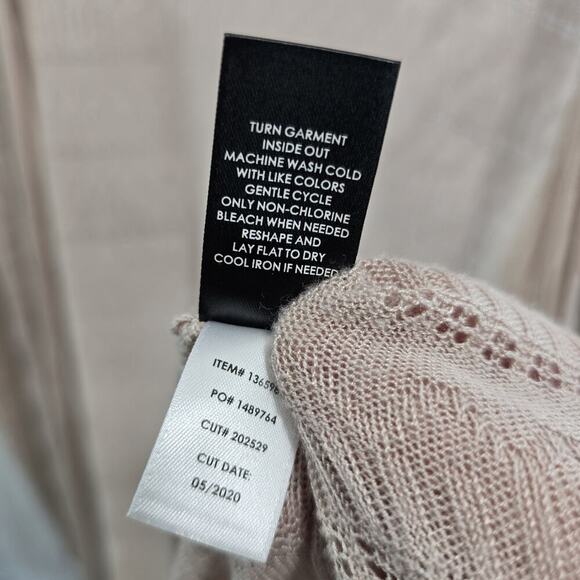 TURN GARMENT
INSIDE OUT
MACHINE WASH COLD
WITH LIKE COLORS
GENTLE CYCLE
ONLY NON-CHLORINE
BLEACH WHEN NEEDED
RESHAPE AND
LAY FLAT TO DRY
COOL IRON IF NEEDED
ITEM#
PO# 1489764
CUT# 202529
CUT DATE:
05/2020